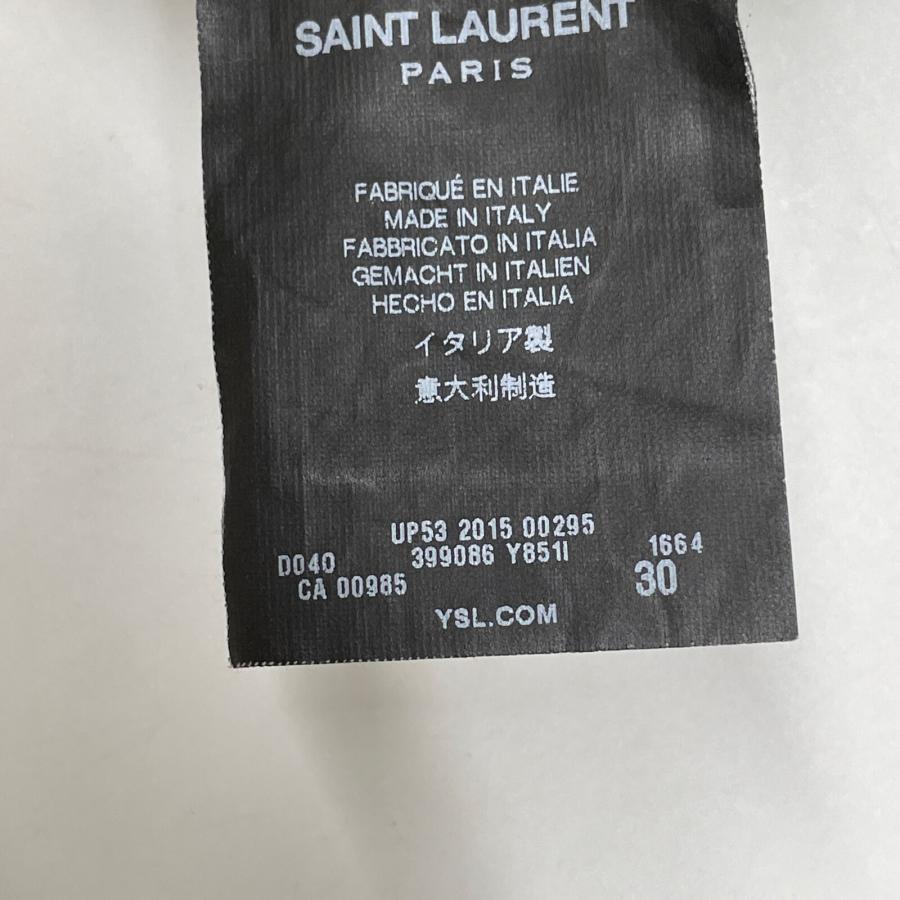 SAINT LAURENT
PARIS
FABRIQUÉ EN ITALIE
MADE IN ITALY
FABBRICATO IN ITALIA
GEMACHT IN ITALIEN
HECHO EN ITALIA
イタリア製
意大利制造
UP53 2015 00295
D040 399086 Y851I 1664
CA 00985 30
YSL.COM